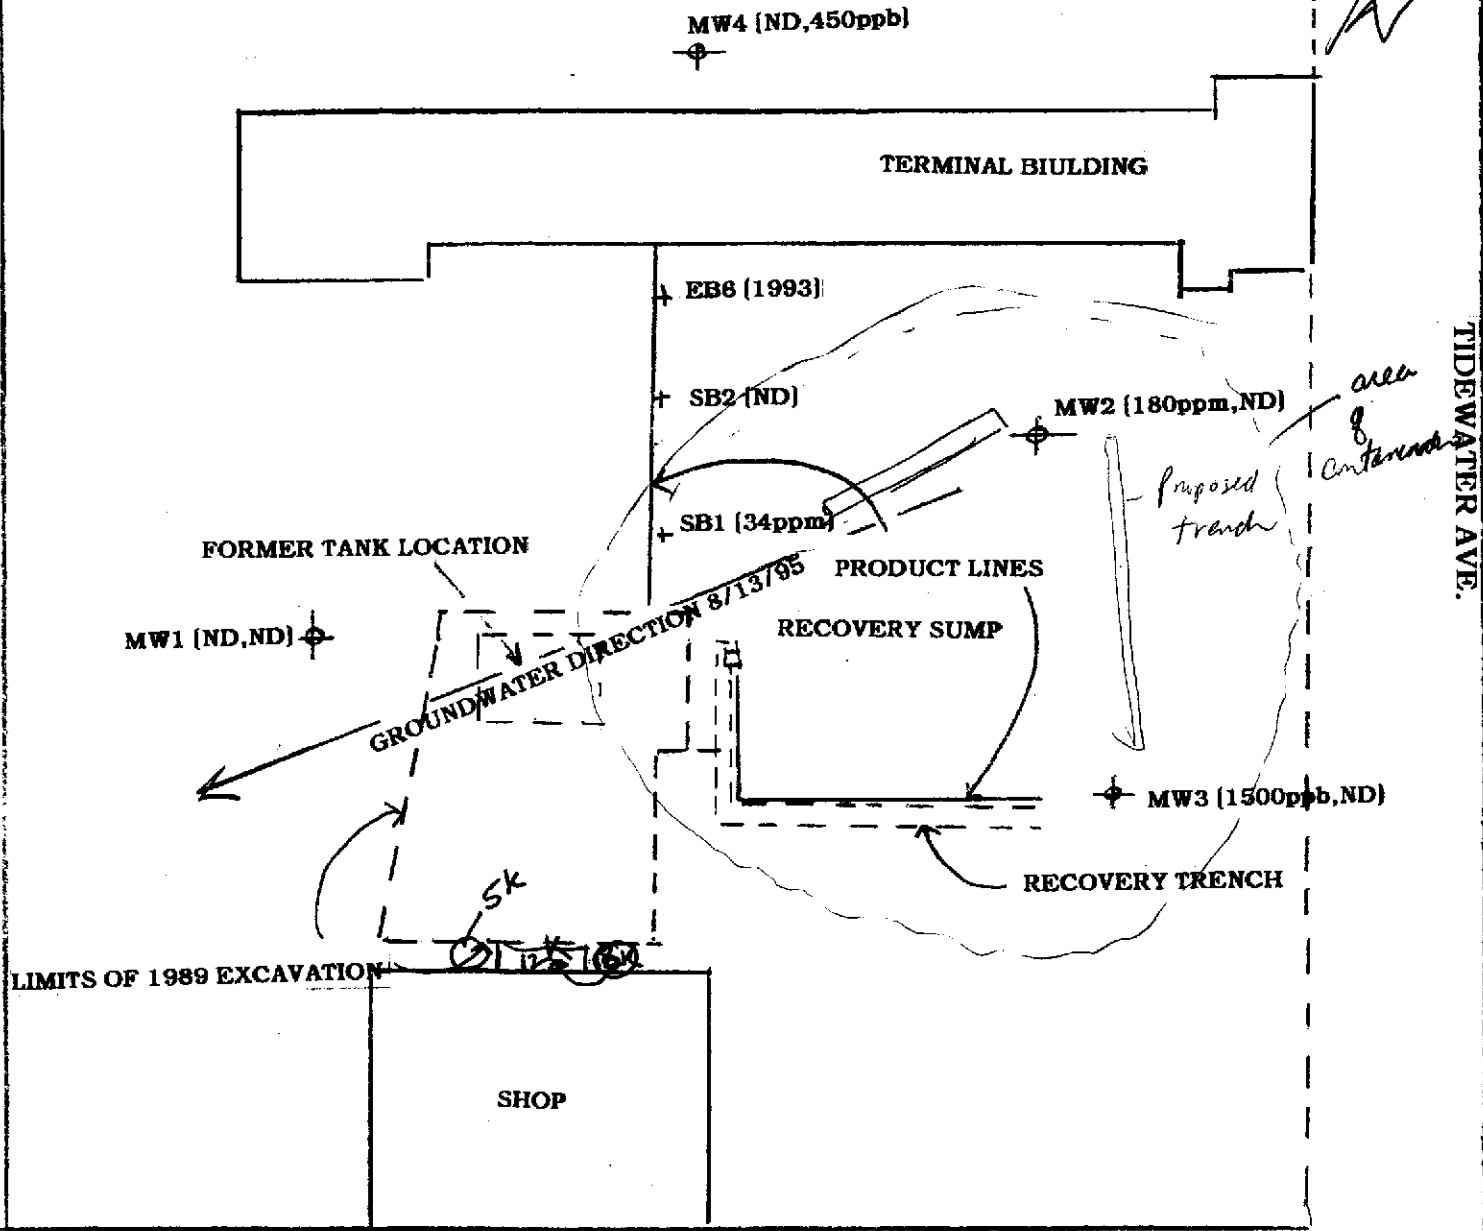 MW4 (ND,450ppb)
TERMINAL BIULDING
EB6 (1993)
SB2 (ND)
MW2 (180ppm,ND)
area
of
TIDEWATER AVE.
Proposed
trench
SB1 (34ppm)
FORMER TANK LOCATION
PRODUCT LINES
GROUNDWATER DIRECTION 8/13/95
RECOVERY SUMP
MW1 (ND,ND)
MW3 (1500ppb,ND)
RECOVERY TRENCH
5K
LIMITS OF 1989 EXCAVATION
SHOP